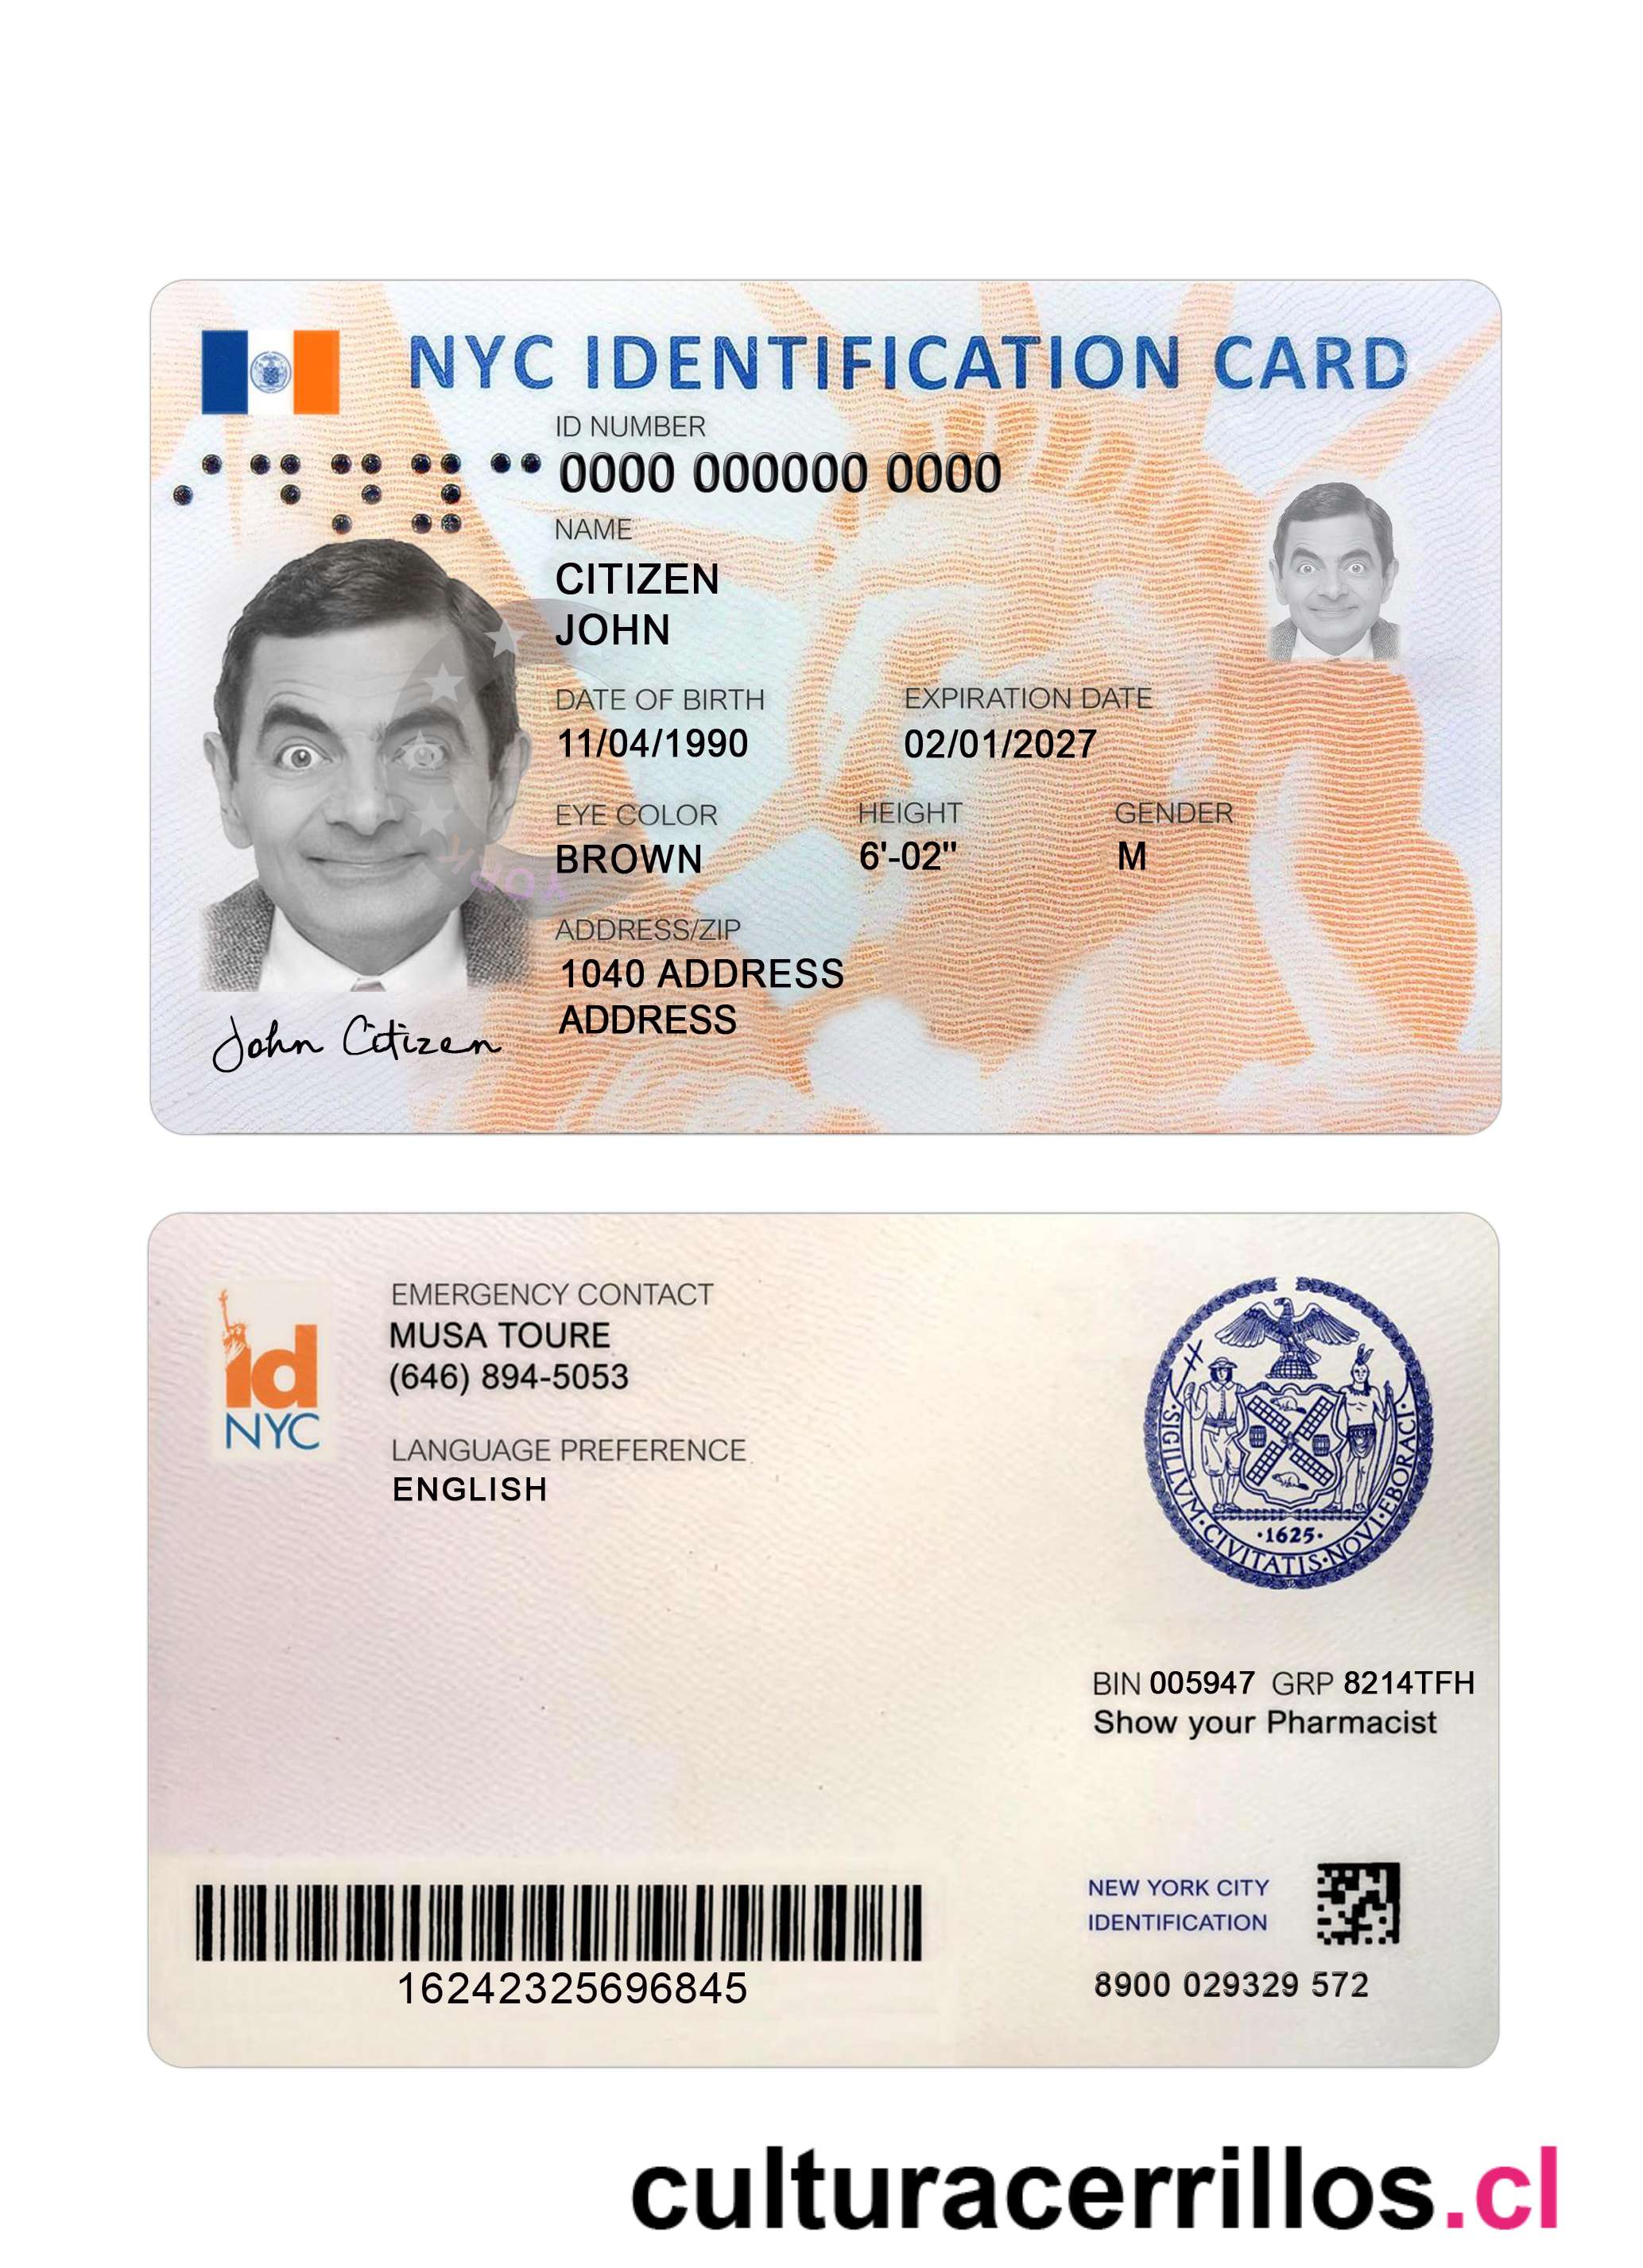 NYC IDENTIFICATION CARD
ID NUMBER
0000 000000 0000
NAME
CITIZEN
JOHN
DATE OF BIRTH
11/04/1990
EXPIRATION DATE
02/01/2027
EYE COLOR
BROWN
HEIGHT
6'-02"
GENDER
M
ADDRESS/ZIP
1040 ADDRESS
ADDRESS
YORK
John Citizen
id
NYC
EMERGENCY CONTACT
MUSA TOURE
(646) 894-5053
LANGUAGE PREFERENCE
ENGLISH
·1625·
·SIGILLVM·CIVITATIS·NOVI·EBORACI·
BIN 005947 GRP 8214TFH
Show your Pharmacist
NEW YORK CITY
IDENTIFICATION
16242325696845
8900 029329 572
culturacerrillos.cl